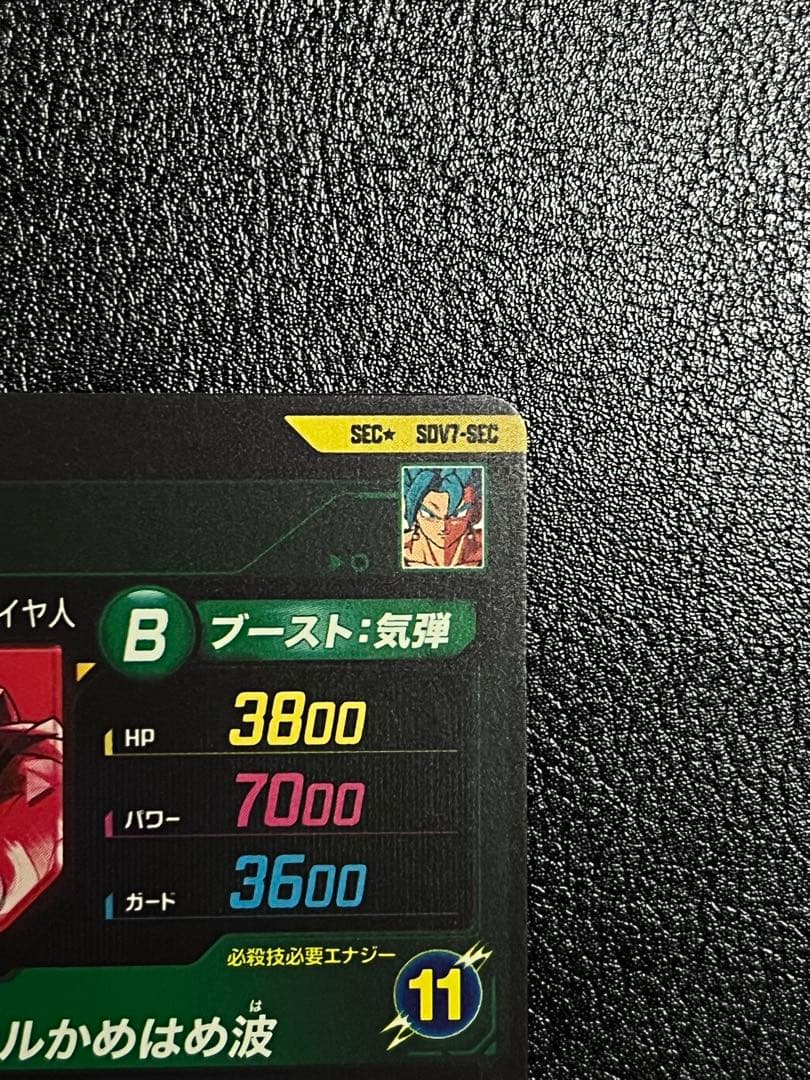 SEC★ SDV7-SEC
イヤ人
B ブースト:気弾
HP 3800
パワー 7000
ガード 3600
必殺技必要エナジー
11
は
ルかめはめ波